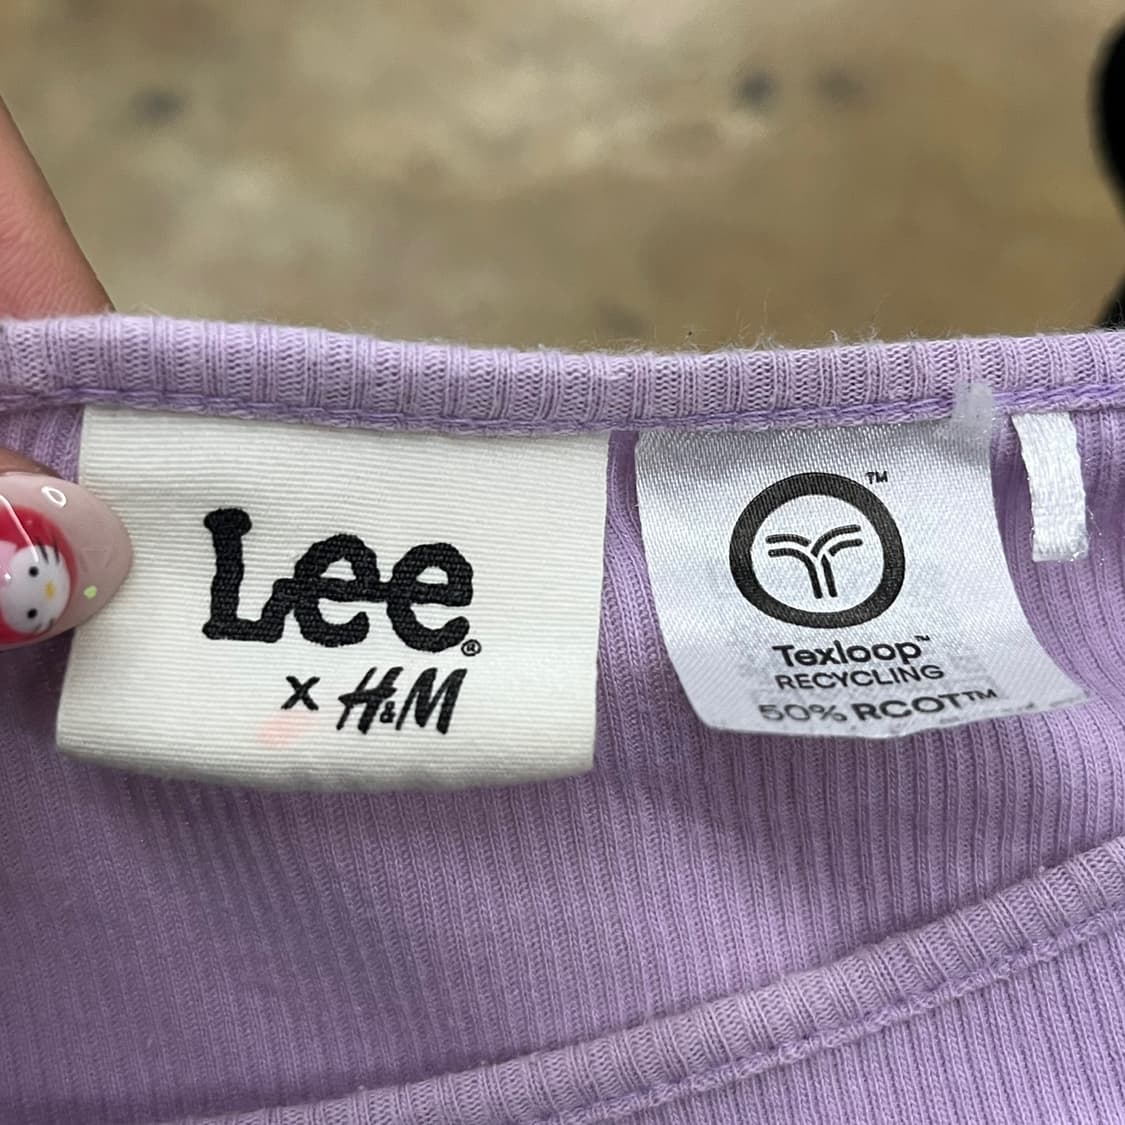 Lee®
x H&M
TM
Texloop™
RECYCLING
50% RCOT™